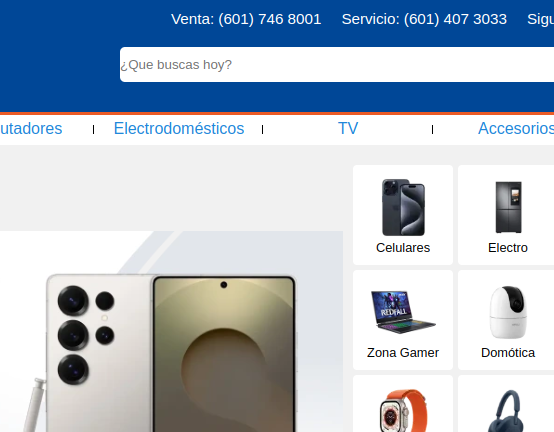 Venta: (601) 746 8001 Servicio: (601) 407 3033 Sigu
¿Que buscas hoy?
utadores Electrodomésticos TV Accesorios
Celulares Electro
REDFALL
Zona Gamer Domótica